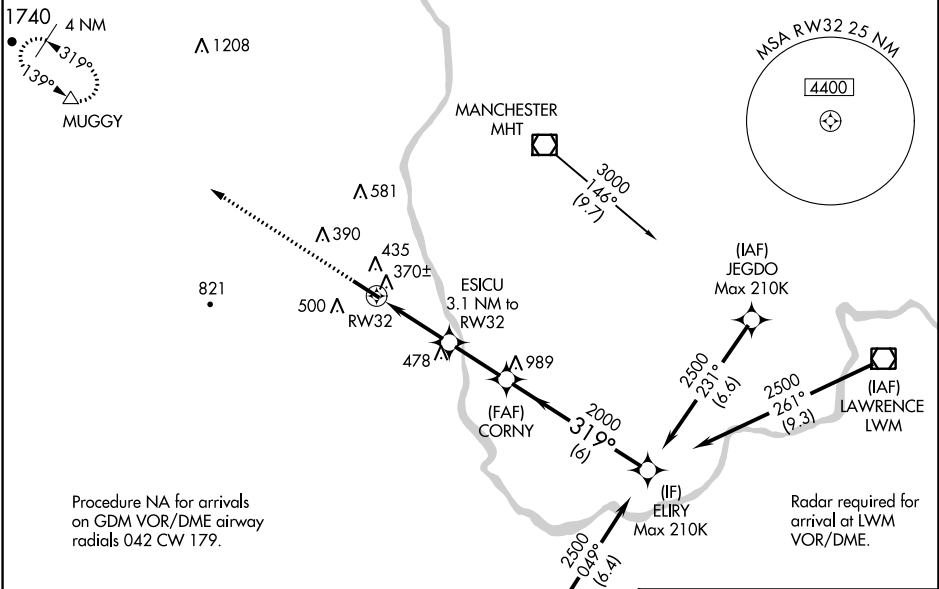 1740
4 NM
319°
139°
MUGGY
1208
MANCHESTER
MHT
3000
146°
(9.7)
MSA RW32 25 NM
4400
581
390
435
370±
500
RW32
821
ESICU
3.1 NM to
RW32
478
989
(FAF)
CORNY
2000
319°
(6)
(IAF)
JEGDO
Max 210K
2500
231°
(6.6)
2500
261°
(9.3)
(IAF)
LAWRENCE
LWM
(IF)
ELIRY
Max 210K
2500
049°
(6.4)
Procedure NA for arrivals
on GDM VOR/DME airway
radials 042 CW 179.
Radar required for
arrival at LWM
VOR/DME.